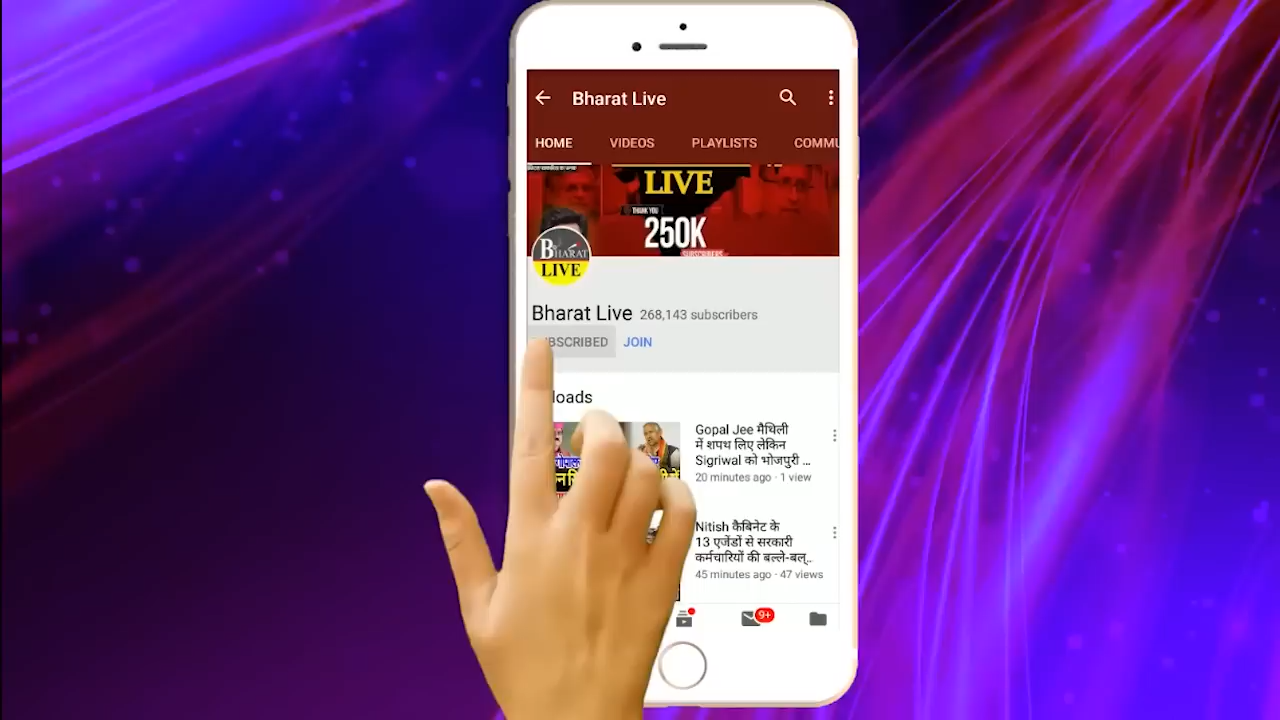 Bharat Live
HOME VIDEOS PLAYLISTS COMMU
LIVE
THANK YOU
250K
SUBSCRIBERS
BHARAT
LIVE
Bharat Live 268,143 subscribers
UBSCRIBED JOIN
loads
Gopal Jee मैथिली
में शपथ लिए लेकिन
Sigriwal को भोजपुरी ...
20 minutes ago · 1 view
Nitish कैबिनेट के
13 एजेंडों से सरकारी
कर्मचारियों की बल्ले-बल्..
45 minutes ago · 47 views
9+